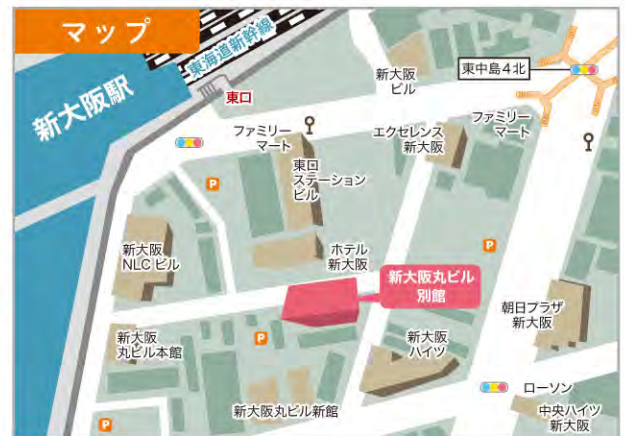 マップ
東海道新幹線
新大阪駅
東口
新大阪
ビル
東中島4北
ファミリー
マート
エクセレンス
新大阪
ファミリー
マート
東口
ステーション
ビル
P
新大阪
NLCビル
ホテル
新大阪
P
新大阪丸ビル
別館
朝日プラザ
新大阪
新大阪
丸ビル本館
P
新大阪
ハイツ
ローソン
新大阪丸ビル新館
中央ハイツ
新大阪
P